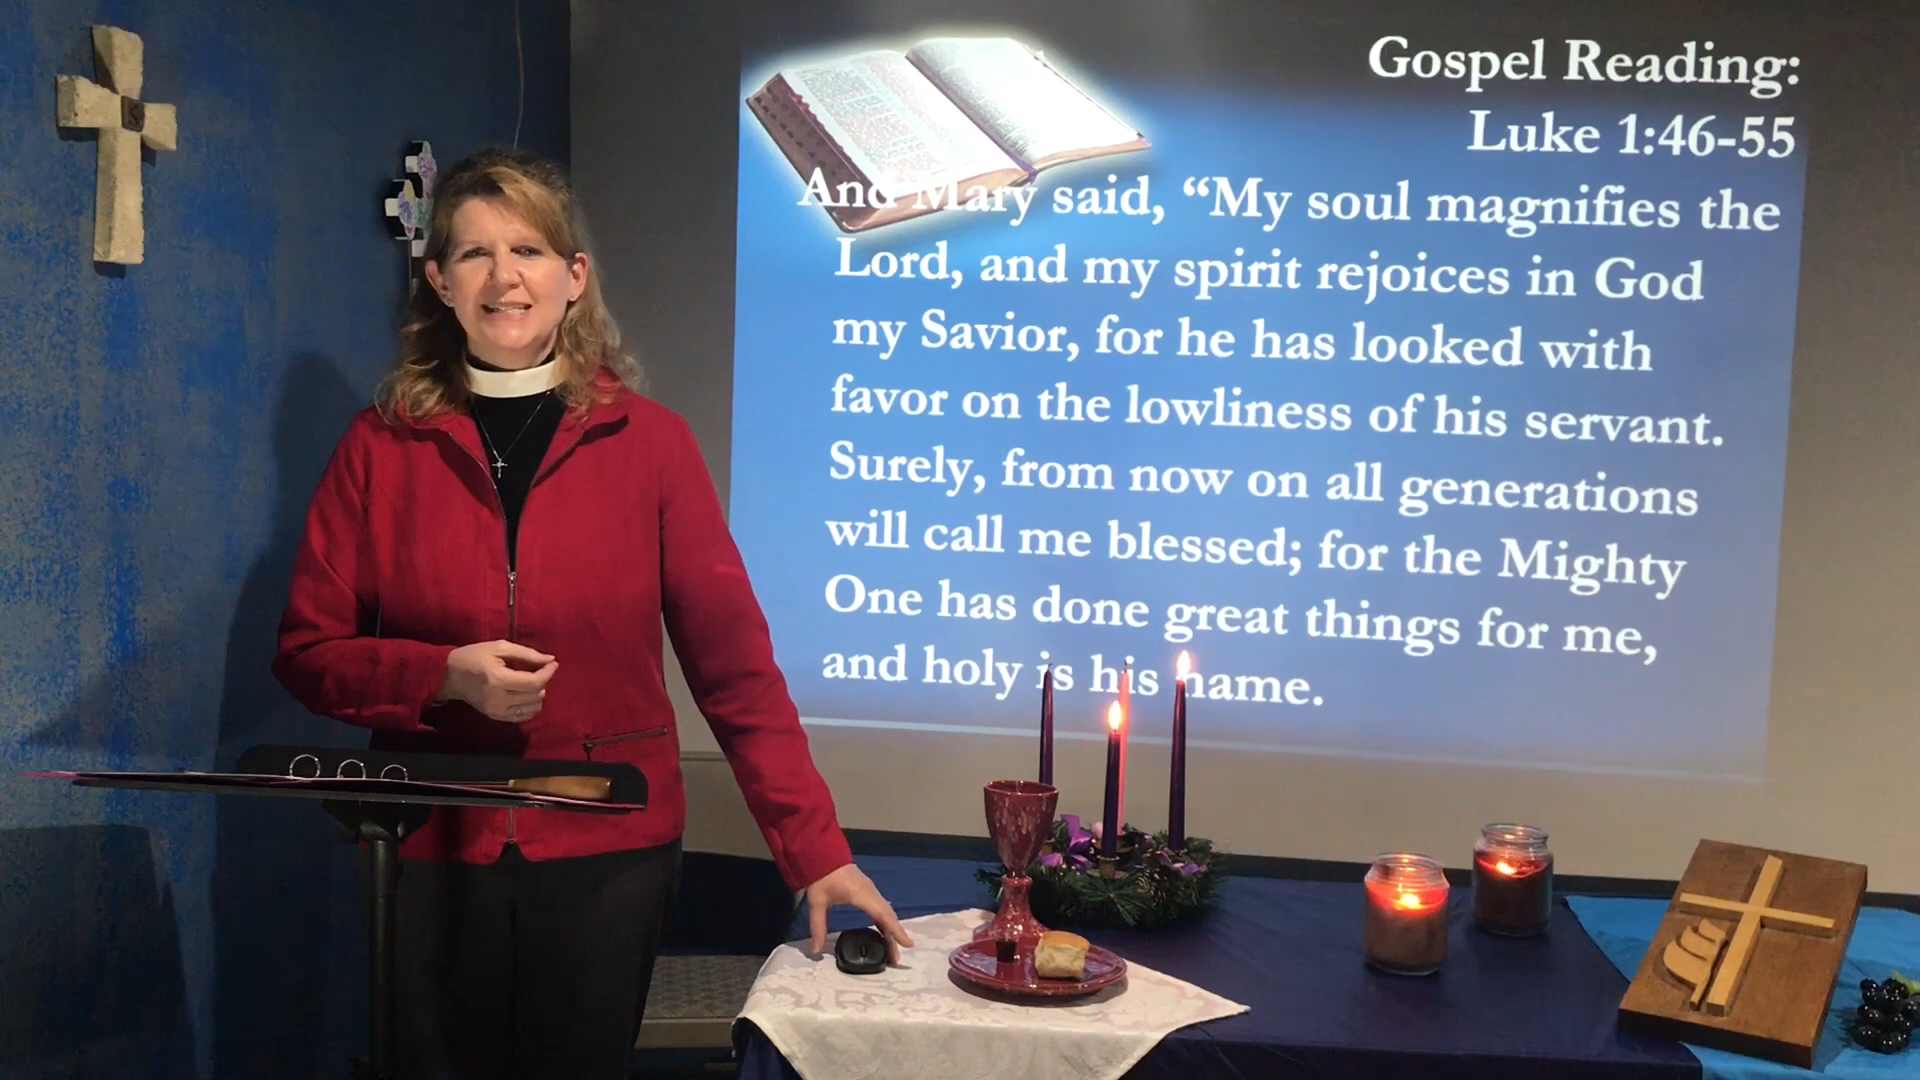 Gospel Reading:
Luke 1:46-55
And Mary said, “My soul magnifies the
Lord, and my spirit rejoices in God
my Savior, for he has looked with
favor on the lowliness of his servant.
Surely, from now on all generations
will call me blessed; for the Mighty
One has done great things for me,
and holy is his name.